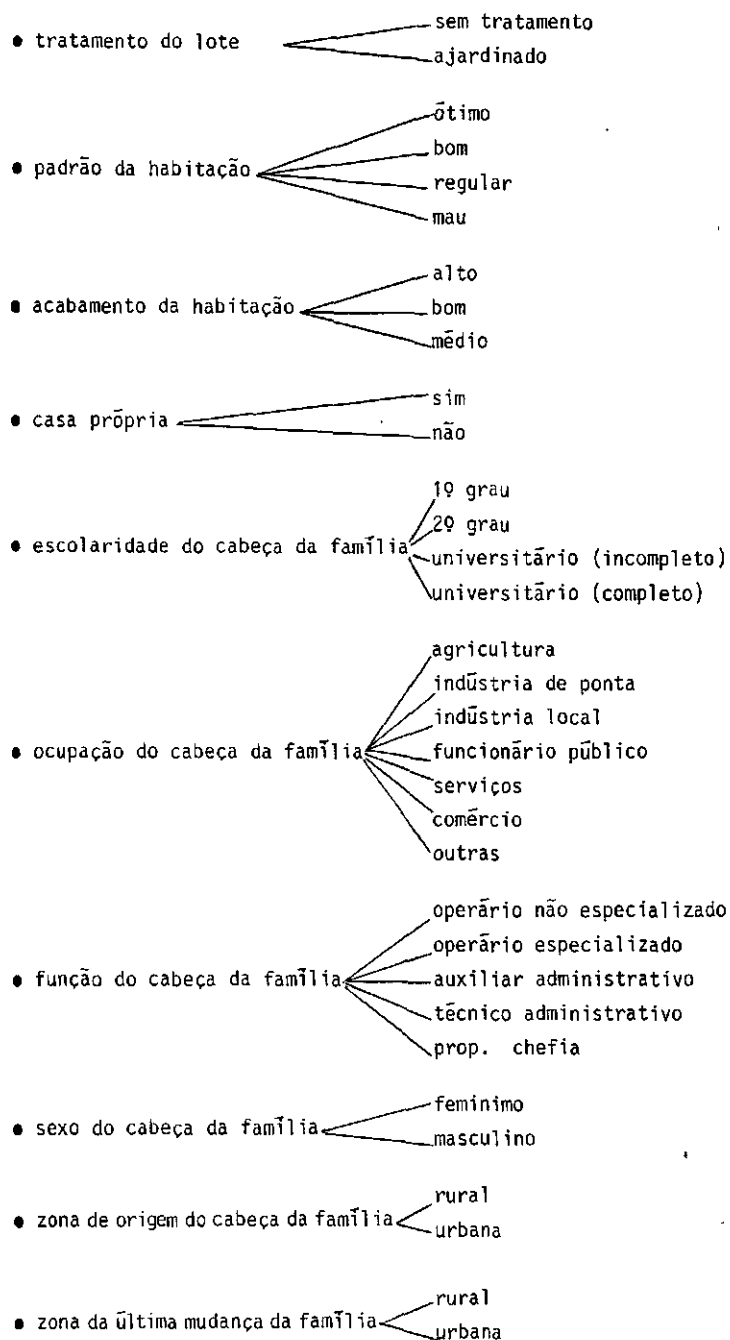 sem tratamento
• tratamento do lote
ajardinado
ótimo
bom
• padrão da habitação
regular
mau
alto
• acabamento da habitação
bom
médio
sim
• casa própria
não
1º grau
2º grau
• escolaridade do cabeça da família
universitário (incompleto)
universitário (completo)
agricultura
indústria de ponta
indústria local
• ocupação do cabeça da família
funcionário público
serviços
comércio
outras
operário não especializado
operário especializado
• função do cabeça da família
auxiliar administrativo
técnico administrativo
prop. chefia
feminimo
• sexo do cabeça da família
masculino
rural
• zona de origem do cabeça da família
urbana
rural
• zona da última mudança da família
urbana